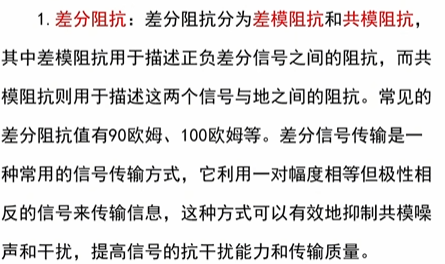 1.差分阻抗：差分阻抗分为差模阻抗和共模阻抗，
其中差模阻抗用于描述正负差分信号之间的阻抗，而共
模阻抗则用于描述这两个信号与地之间的阻抗。常见的
差分阻抗值有90欧姆、100欧姆等。差分信号传输是一
种常用的信号传输方式，它利用一对幅度相等但极性相
反的信号来传输信息，这种方式可以有效地抑制共模噪
声和干扰，提高信号的抗干扰能力和传输质量。